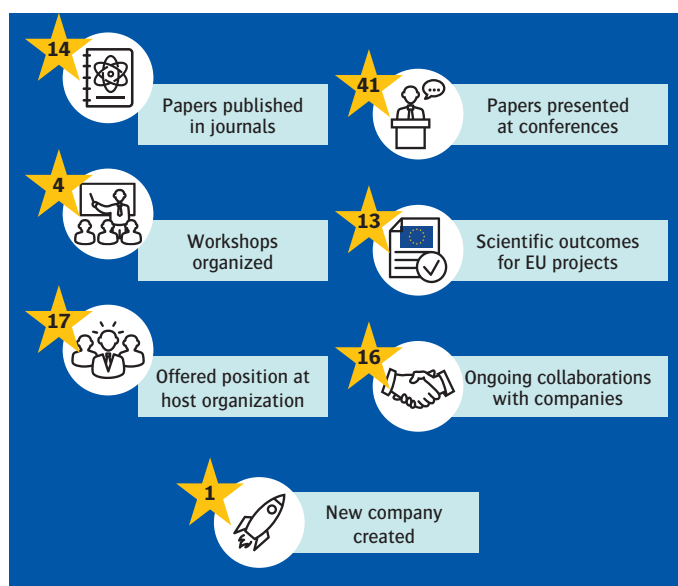 14
Papers published
in journals
41
Papers presented
at conferences
4
Workshops
organized
13
Scientific outcomes
for EU projects
17
Offered position at
host organization
16
Ongoing collaborations
with companies
1
New company
created